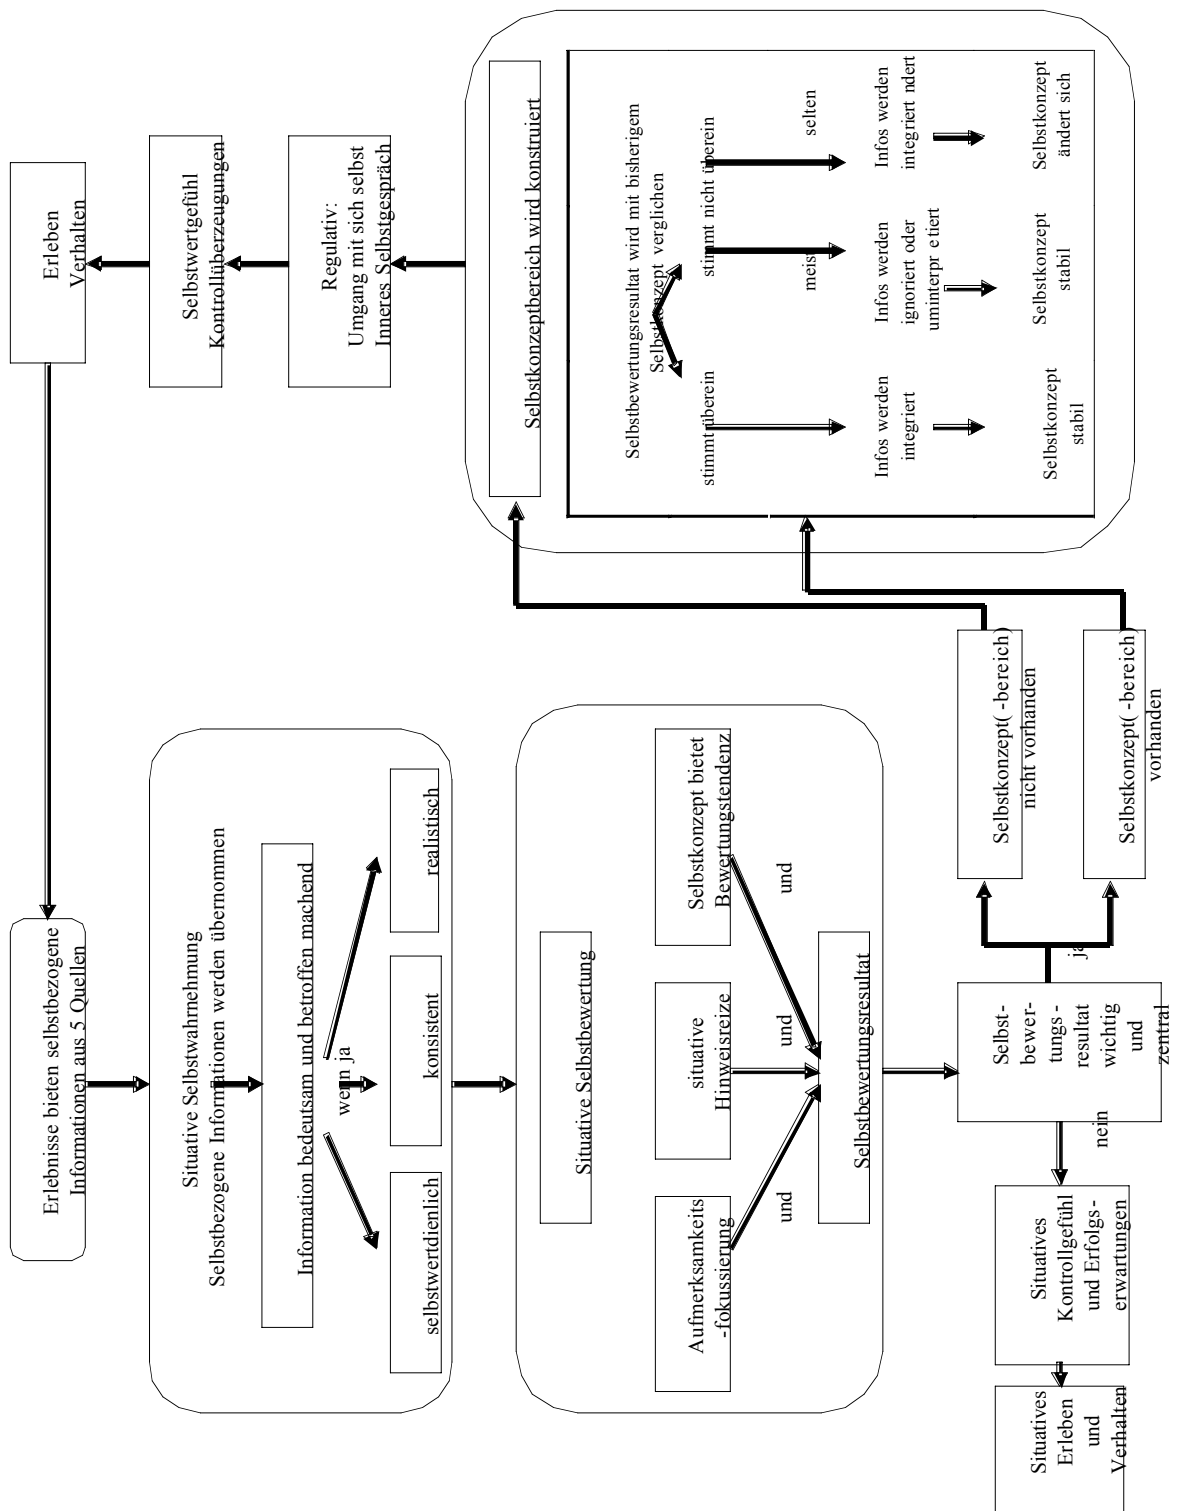 Erlebnisse bieten selbstbezogene
Informationen aus 5 Quellen
Situative Selbstwahrnehmung
Selbstbezogene Informationen werden übernommen
Information bedeutsam und betroffen machend
wenn ja
selbstwertdienlich
konsistent
realistisch
Situative Selbstbewertung
Aufmerksamkeits
-fokussierung
situative
Hinweisreize
Selbstkonzept bietet
Bewertungstendenz
und
und
und
Selbstbewertungsresultat
Selbst-
bewer-
tungs -
resultat
wichtig
und
zentral
nein
ja
Situatives
Kontrollgefühl
und Erfolgs -
erwartungen
Situatives
Erleben
und
Verhalten
Selbstkonzept( -bereich)
nicht vorhanden
Selbstkonzept( -bereich)
vorhanden
Selbstkonzeptbereich wird konstruiert
Selbstbewertungsresultat wird mit bisherigem
Selbstkonzept verglichen
stimmt überein
stimmt nicht überein
meist
selten
Infos werden
integriert
Infos werden
ignoriert oder
uminterpr etiert
Infos werden
integriert ndert
Selbstkonzept
stabil
Selbstkonzept
stabil
Selbstkonzept
ändert sich
Regulativ:
Umgang mit sich selbst
Inneres Selbstgespräch
Selbstwertgefühl
Kontrollüberzeugungen
Erleben
Verhalten